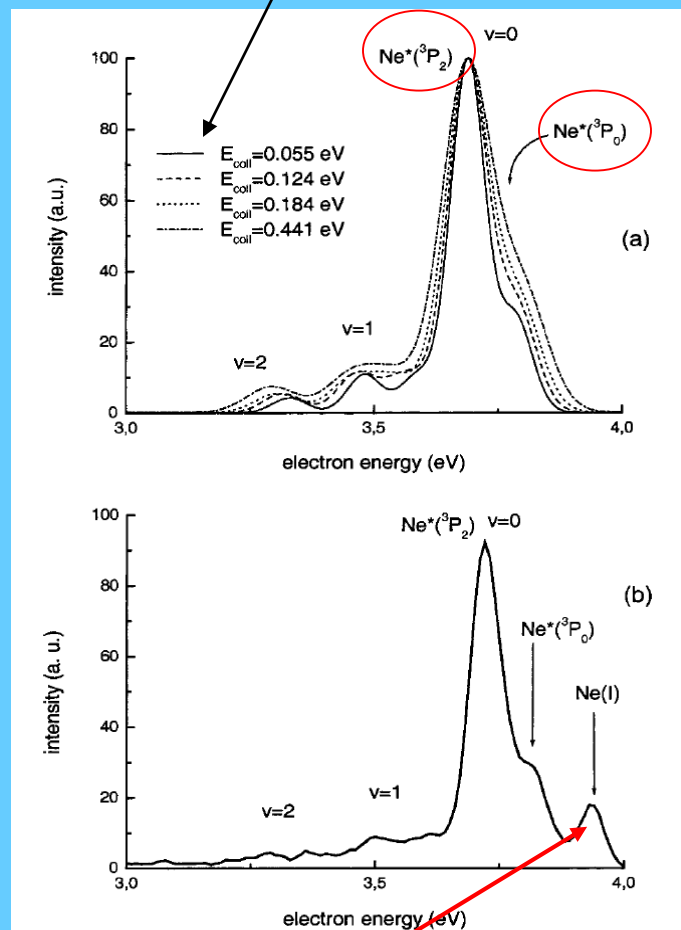 100
80
60
40
20
0
intensity (a.u.)
Ne*(³P₂)
v=0
Ne*(³P₀)
E_coll=0.055 eV
E_coll=0.124 eV
E_coll=0.184 eV
E_coll=0.441 eV
(a)
v=2
v=1
3,0
3,5
4,0
electron energy (eV)
100
80
60
40
20
0
intensity (a. u.)
Ne*(³P₂) v=0
(b)
Ne*(³P₀)
Ne(I)
v=2
v=1
3,0
3,5
4,0
electron energy (eV)